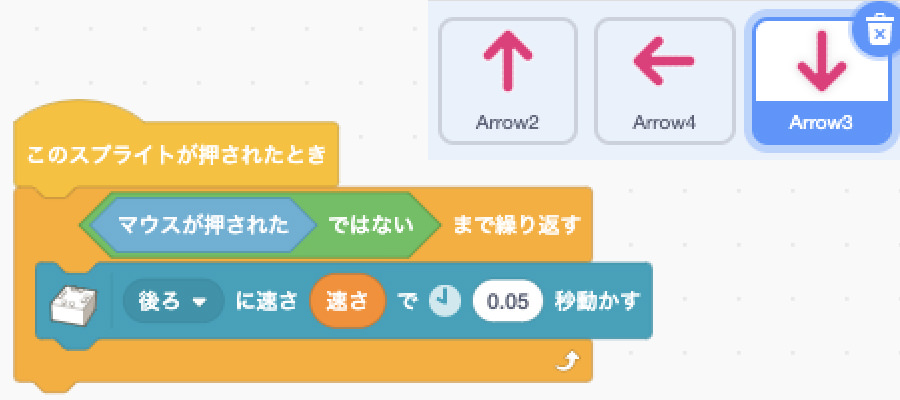 Arrow2
Arrow4
Arrow3
このスプライトが押されたとき
マウスが押された ではない まで繰り返す
後ろ に速さ 速さ で 0.05 秒動かす